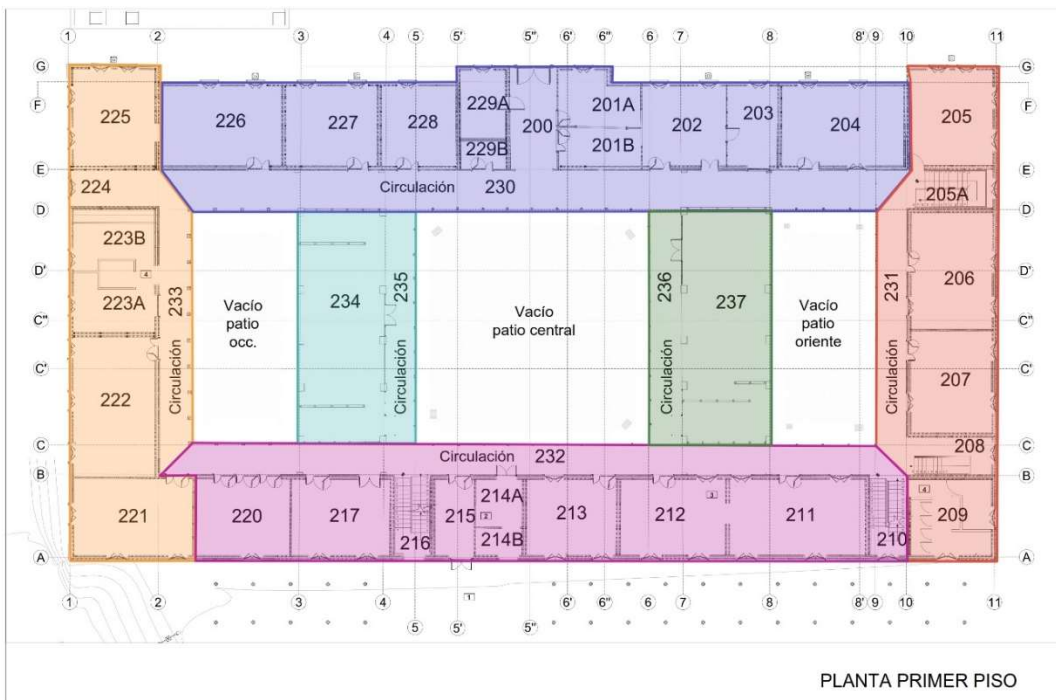 1 2 3 4 5 5' 5" 6' 6" 6 7 8 8' 9 10 11
G G
F F
229A 201A
225 226 227 228 200 202 203 204 205
229B 201B
E E
224 Circulación 230 205A
D D
223B 206
D' D'
233 234 235 236 237 231
223A Vacío Vacío Vacío
C" patio patio central patio C"
occ. oriente
C' C'
222 Circulación Circulación Circulación Circulación 207
C C
Circulación 232 208
B B
214A
221 220 217 215 213 212 211 209
216 214B 210
A A
1 2 3 4 5 5' 5" 6' 6" 6 7 8 8' 9 10 11
PLANTA PRIMER PISO